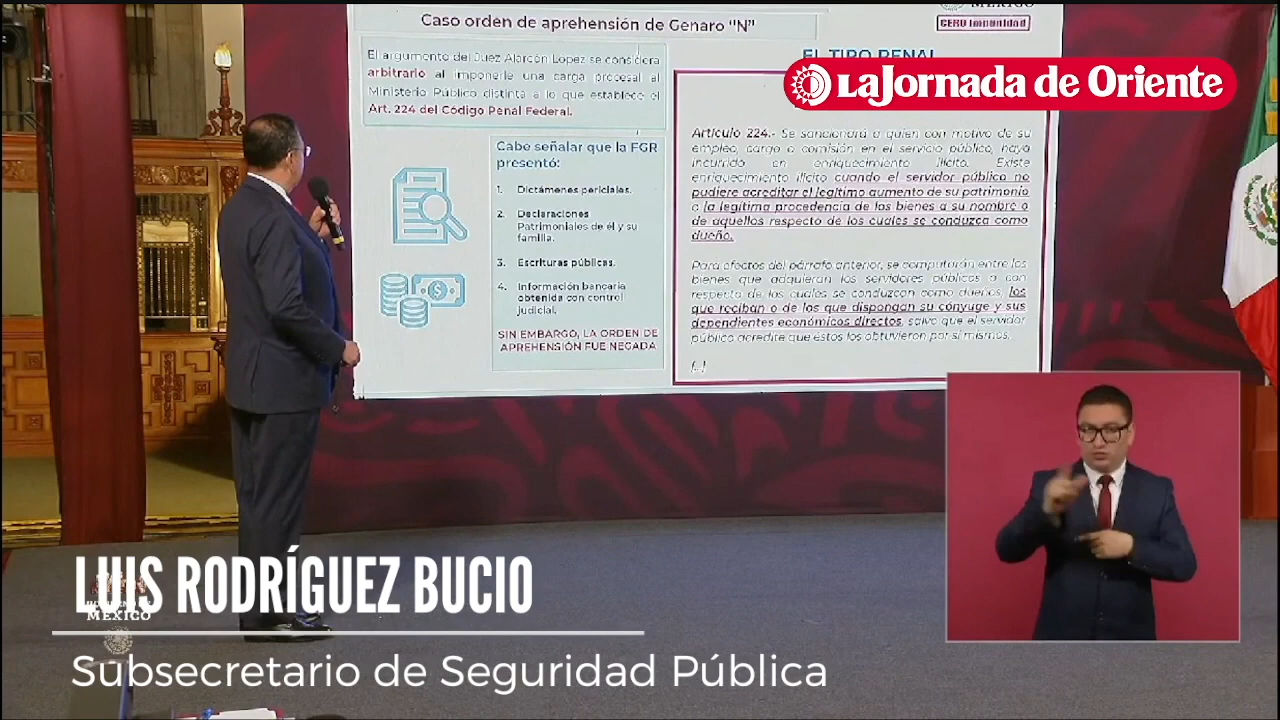 Caso orden de aprehensión de Genaro "N"
MÉXICO
CERO impunidad
El argumento del Juez Alarcón López se considera
arbitrario al imponerle una carga procesal al
Ministerio Público distinta a lo que establece el
Art. 224 del Código Penal Federal.
Cabe señalar que la FGR
presentó:
1. Dictámenes periciales.
2. Declaraciones
Patrimoniales de él y su
familia.
3. Escrituras públicas.
4. Información bancaria
obtenida con control
judicial.
SIN EMBARGO, LA ORDEN DE
APREHENSIÓN FUE NEGADA
EL TIPO PENAL
LaJornada de Oriente
Artículo 224.- Se sancionará a quien con motivo de su
empleo, cargo o comisión en el servicio público, haya
incurrido en enriquecimiento ilícito. Existe
enriquecimiento ilícito cuando el servidor público no
pudiere acreditar el legítimo aumento de su patrimonio
o la legítima procedencia de los bienes a su nombre o
de aquellos respecto de los cuales se conduzca como
dueño.
Para efectos del párrafo anterior, se computarán entre los
bienes que adquieran los servidores públicos o con
respecto de los cuales se conduzcan como dueños, los
que reciban o de los que dispongan su cónyuge y sus
dependientes económicos directos, salvo que el servidor
público acredite que éstos los obtuvieron por sí mismos.
[...]
LUIS RODRÍGUEZ BUCIO
MÉXICO
Subsecretario de Seguridad Pública